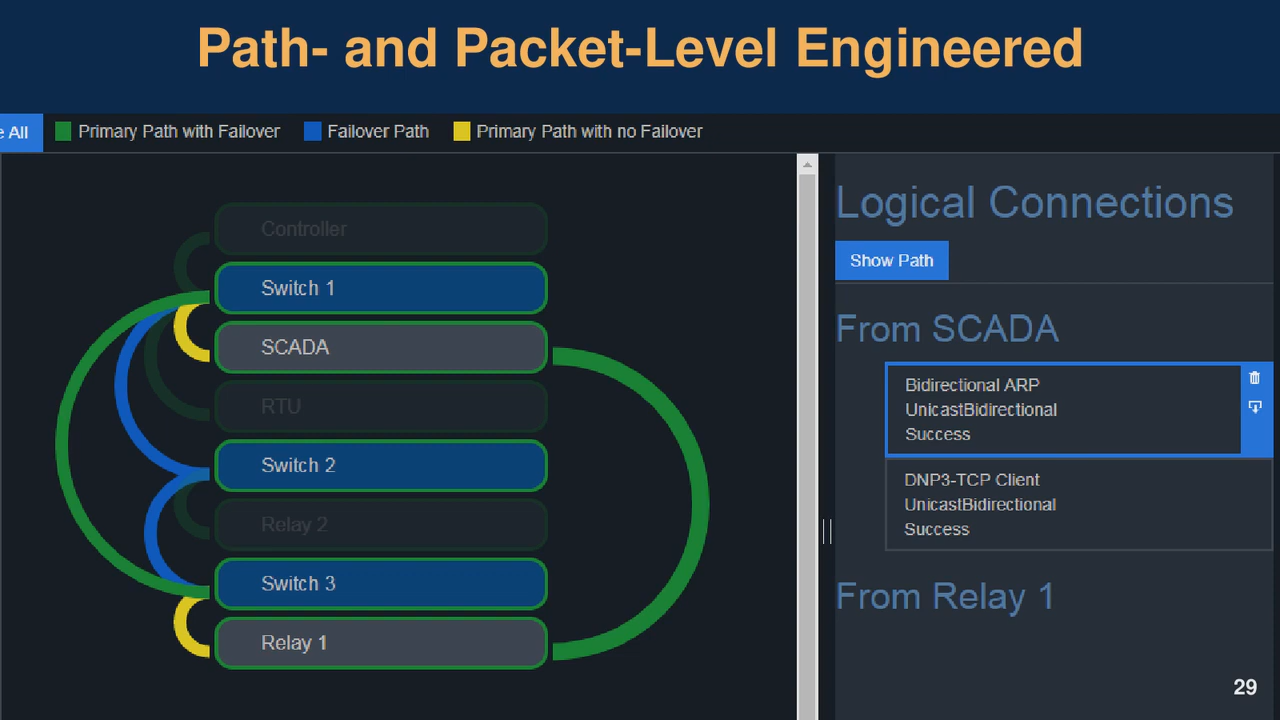 Path- and Packet-Level Engineered
e All
Primary Path with Failover
Failover Path
Primary Path with no Failover
Controller
Switch 1
SCADA
RTU
Switch 2
Relay 2
Switch 3
Relay 1
Logical Connections
Show Path
From SCADA
Bidirectional ARP
UnicastBidirectional
Success
DNP3-TCP Client
UnicastBidirectional
Success
From Relay 1
29